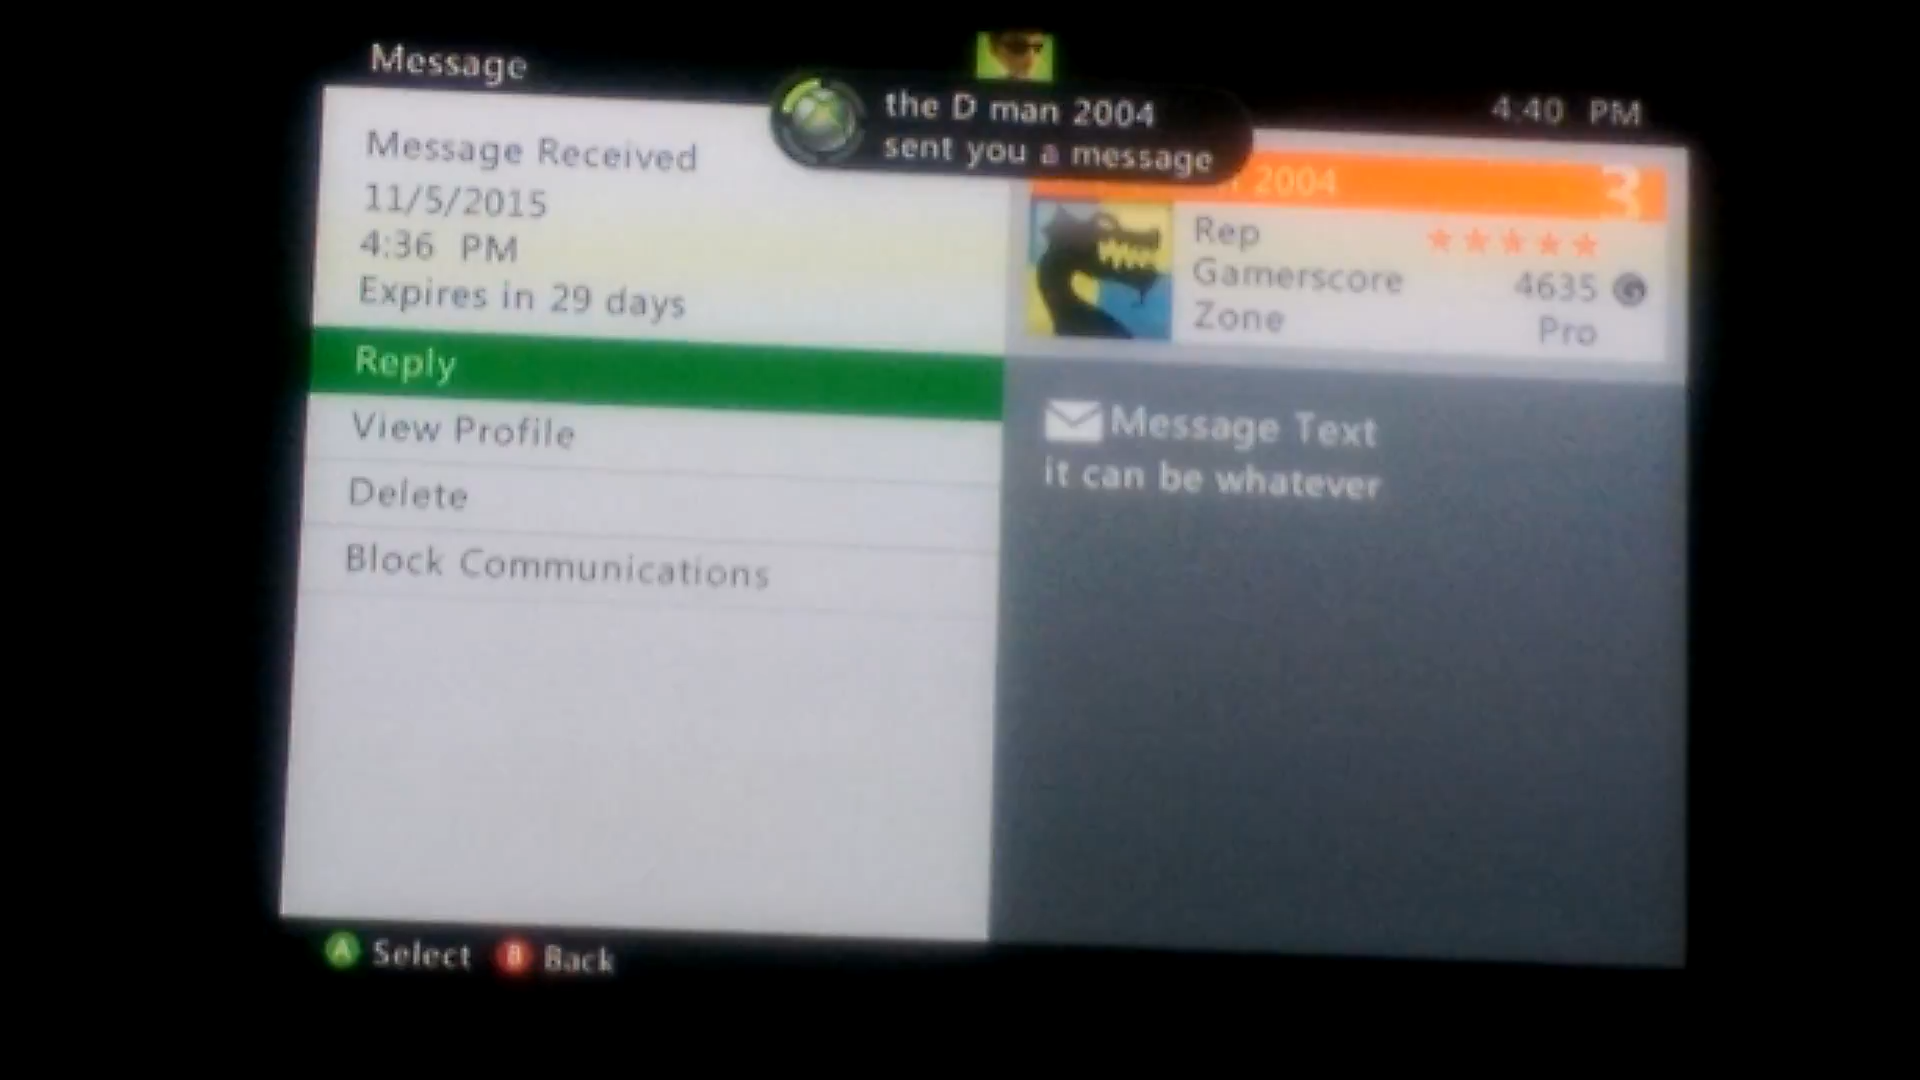 Message
the D man 2004
sent you a message
4:40 PM
Message Received
11/5/2015
4:36 PM
Expires in 29 days
2004
3
Rep
Gamerscore 4635 G
Zone Pro
Reply
View Profile
Delete
Block Communications
Message Text
it can be whatever
A Select B Back